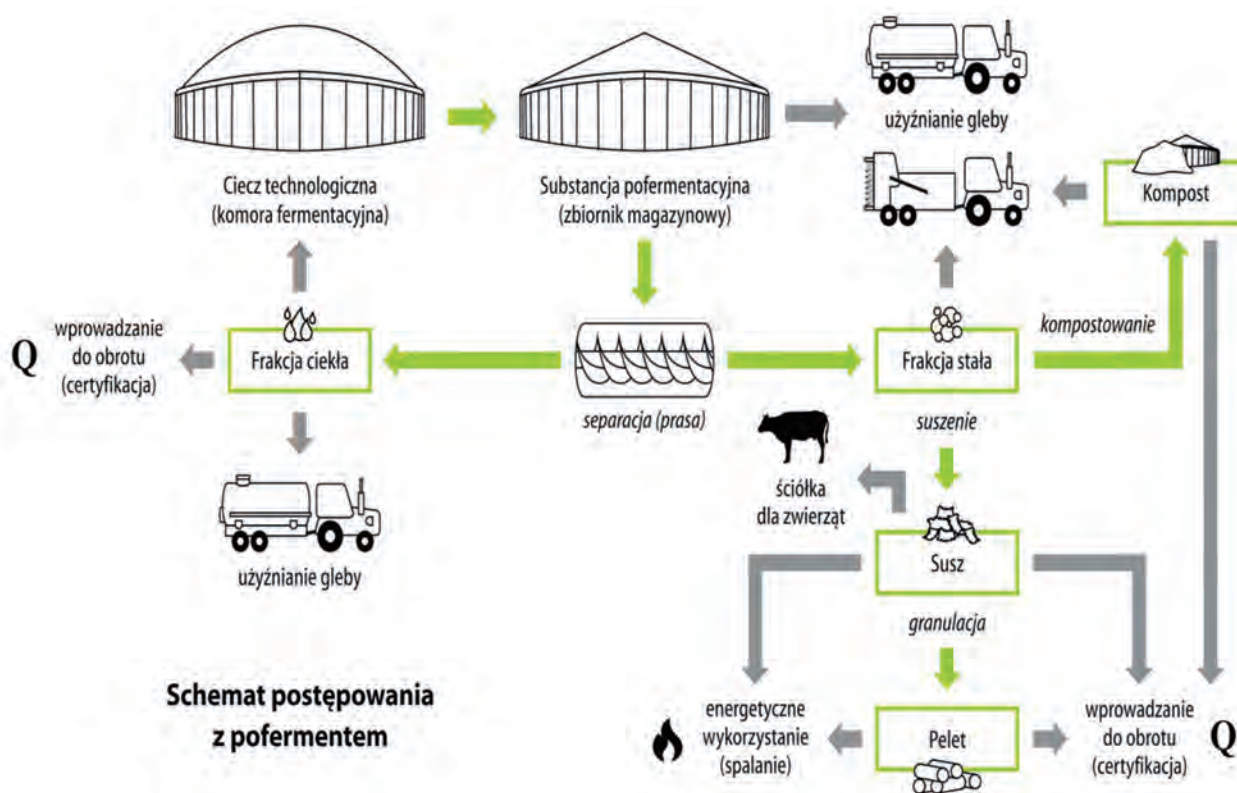 Ciecz technologiczna
(komora fermentacyjna)
Substancja pofermentacyjna
(zbiornik magazynowy)
użyźnianie gleby
Kompost
Q
wprowadzanie
do obrotu
(certyfikacja)
Frakcja ciekła
separacja (prasa)
Frakcja stała
kompostowanie
suszenie
ściółka
dla zwierząt
użyźnianie gleby
Susz
granulacja
Schemat postępowania
z pofermentem
energetyczne
wykorzystanie
(spalanie)
Pelet
wprowadzanie
do obrotu
(certyfikacja)
Q